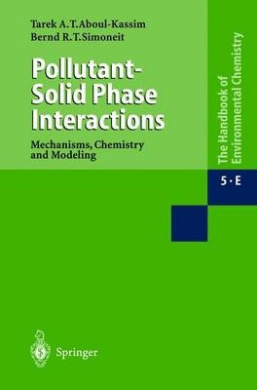 Tarek A.T. Aboul-Kassim
Bernd R.T. Simoneit
Pollutant-
Solid Phase
Interactions
Mechanisms, Chemistry
and Modeling
The Handbook of
Environmental Chemistry
5 · E
Springer